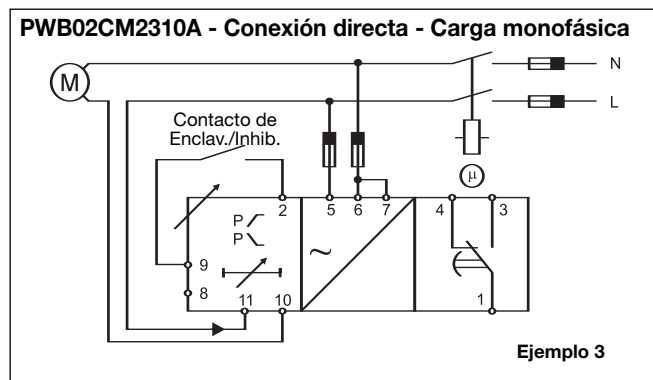 PWB02CM2310A - Conexión directa - Carga monofásica
N
M
L
Contacto de
Enclav./Inhib.
μ
2
5
6
7
4
3
P
P
~
9
8
11
10
1
Ejemplo 3